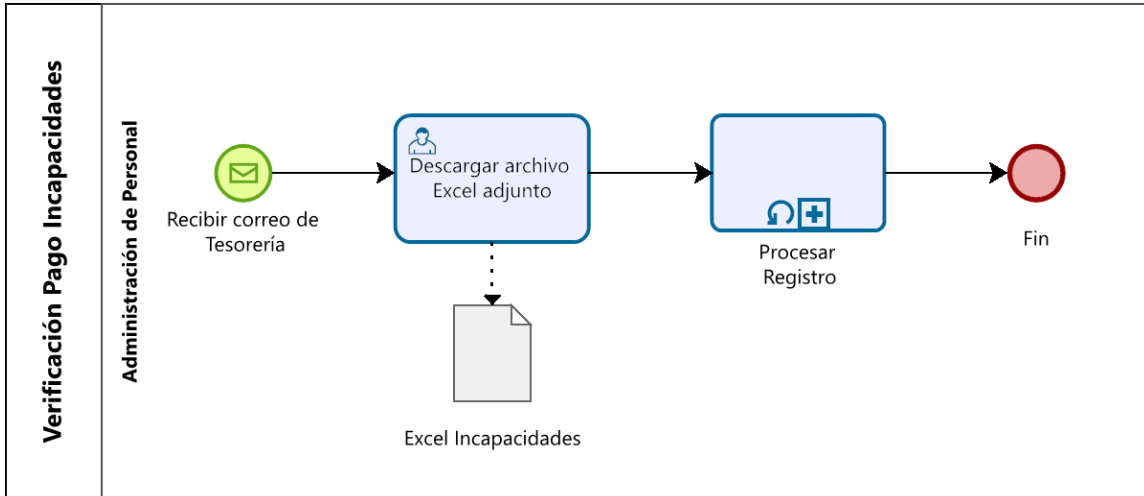 Verificación Pago Incapacidades
Administración de Personal
Recibir correo de
Tesorería
Descargar archivo
Excel adjunto
Excel Incapacidades
Procesar
Registro
Fin